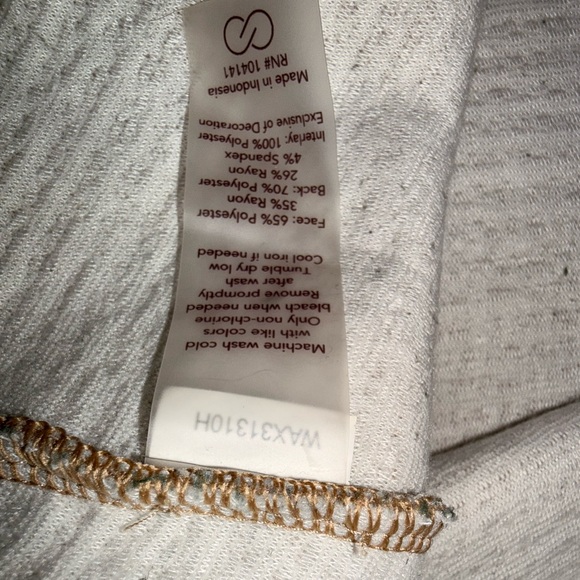 WAX31310H
Machine wash cold
with like colors
Only non-chlorine
bleach when needed
Remove promptly
after wash
Tumble dry low
Cool iron if needed
Face: 65% Polyester
35% Rayon
Back: 70% Polyester
26% Rayon
4% Spandex
Interlay: 100% Polyester
Exclusive of Decoration
Made in Indonesia
RN# 104141